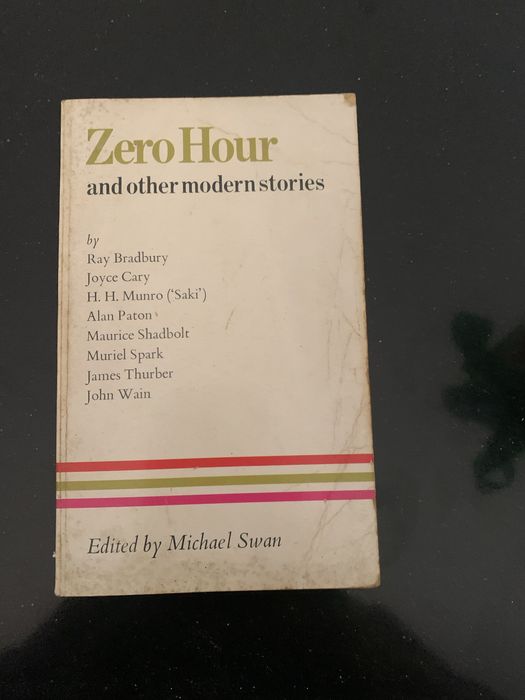 Zero Hour
and other modern stories
by
Ray Bradbury
Joyce Cary
H. H. Munro (‘Saki’)
Alan Paton
Maurice Shadbolt
Muriel Spark
James Thurber
John Wain
Edited by Michael Swan